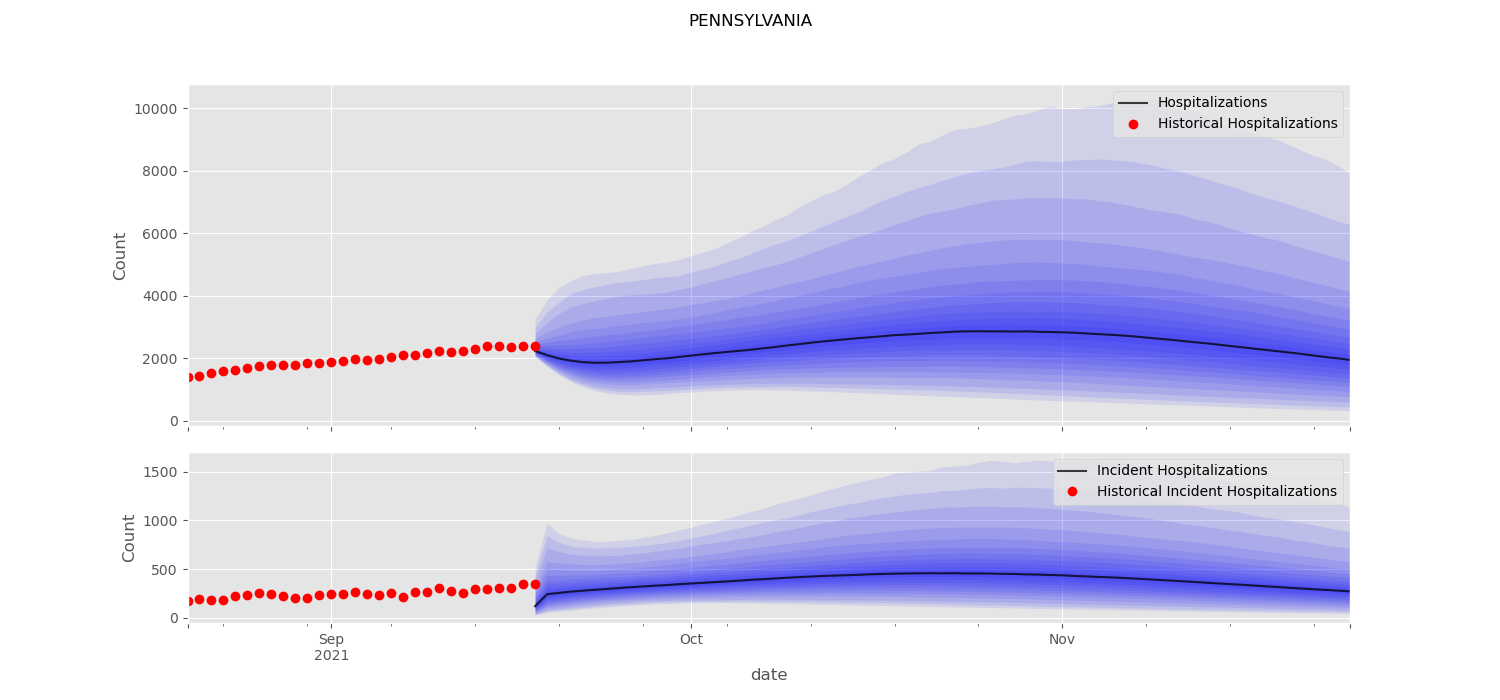 PENNSYLVANIA
10000
8000
6000
4000
2000
0
Count
Hospitalizations
Historical Hospitalizations
1500
1000
500
0
Count
Incident Hospitalizations
Historical Incident Hospitalizations
Sep
2021
Oct
Nov
date